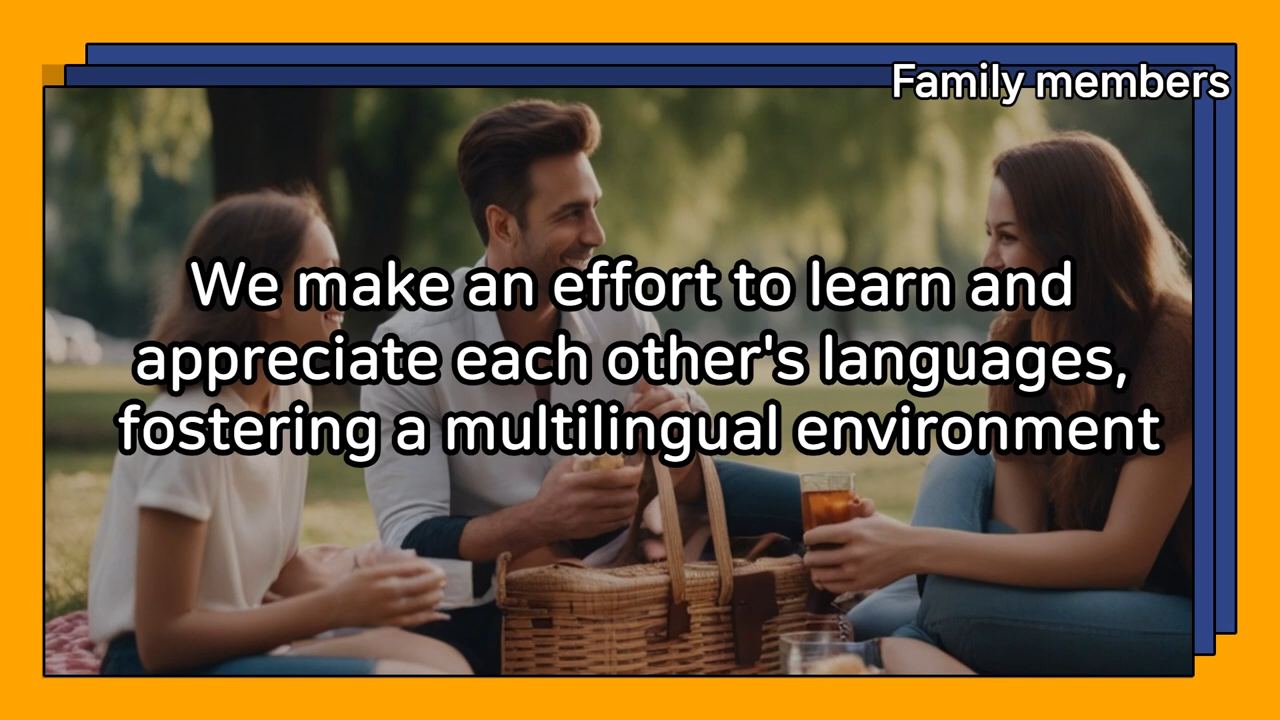 Family members
We make an effort to learn and
appreciate each other's languages,
fostering a multilingual environment